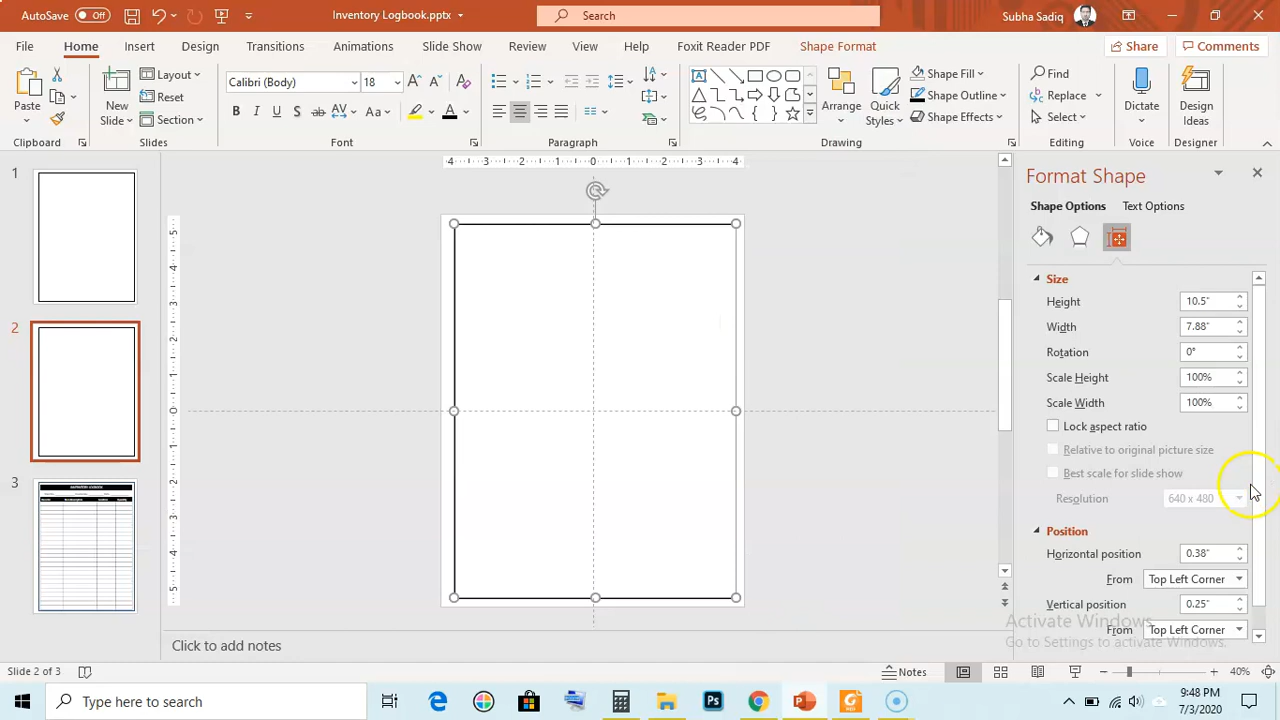 AutoSave Off Inventory Logbook.pptx Search Subha Sadiq
File Home Insert Design Transitions Animations Slide Show Review View Help Foxit Reader PDF Shape Format Share Comments
Paste New Slide Layout Reset Section Calibri (Body) 18 Arrange Quick Styles Shape Fill Shape Outline Shape Effects Find Replace Select Dictate Design Ideas
Clipboard Slides Font Paragraph Drawing Editing Voice Designer
1
2
3
Format Shape
Shape Options Text Options
Size
Height 10.5"
Width 7.88"
Rotation 0°
Scale Height 100%
Scale Width 100%
Lock aspect ratio
Relative to original picture size
Best scale for slide show
Resolution 640 x 480
Position
Horizontal position 0.38"
From Top Left Corner
Vertical position 0.25"
From Top Left Corner
Activate Windows
Go to Settings to activate Windows.
Click to add notes
Slide 2 of 3 Notes 40%
Type here to search 9:48 PM
7/3/2020